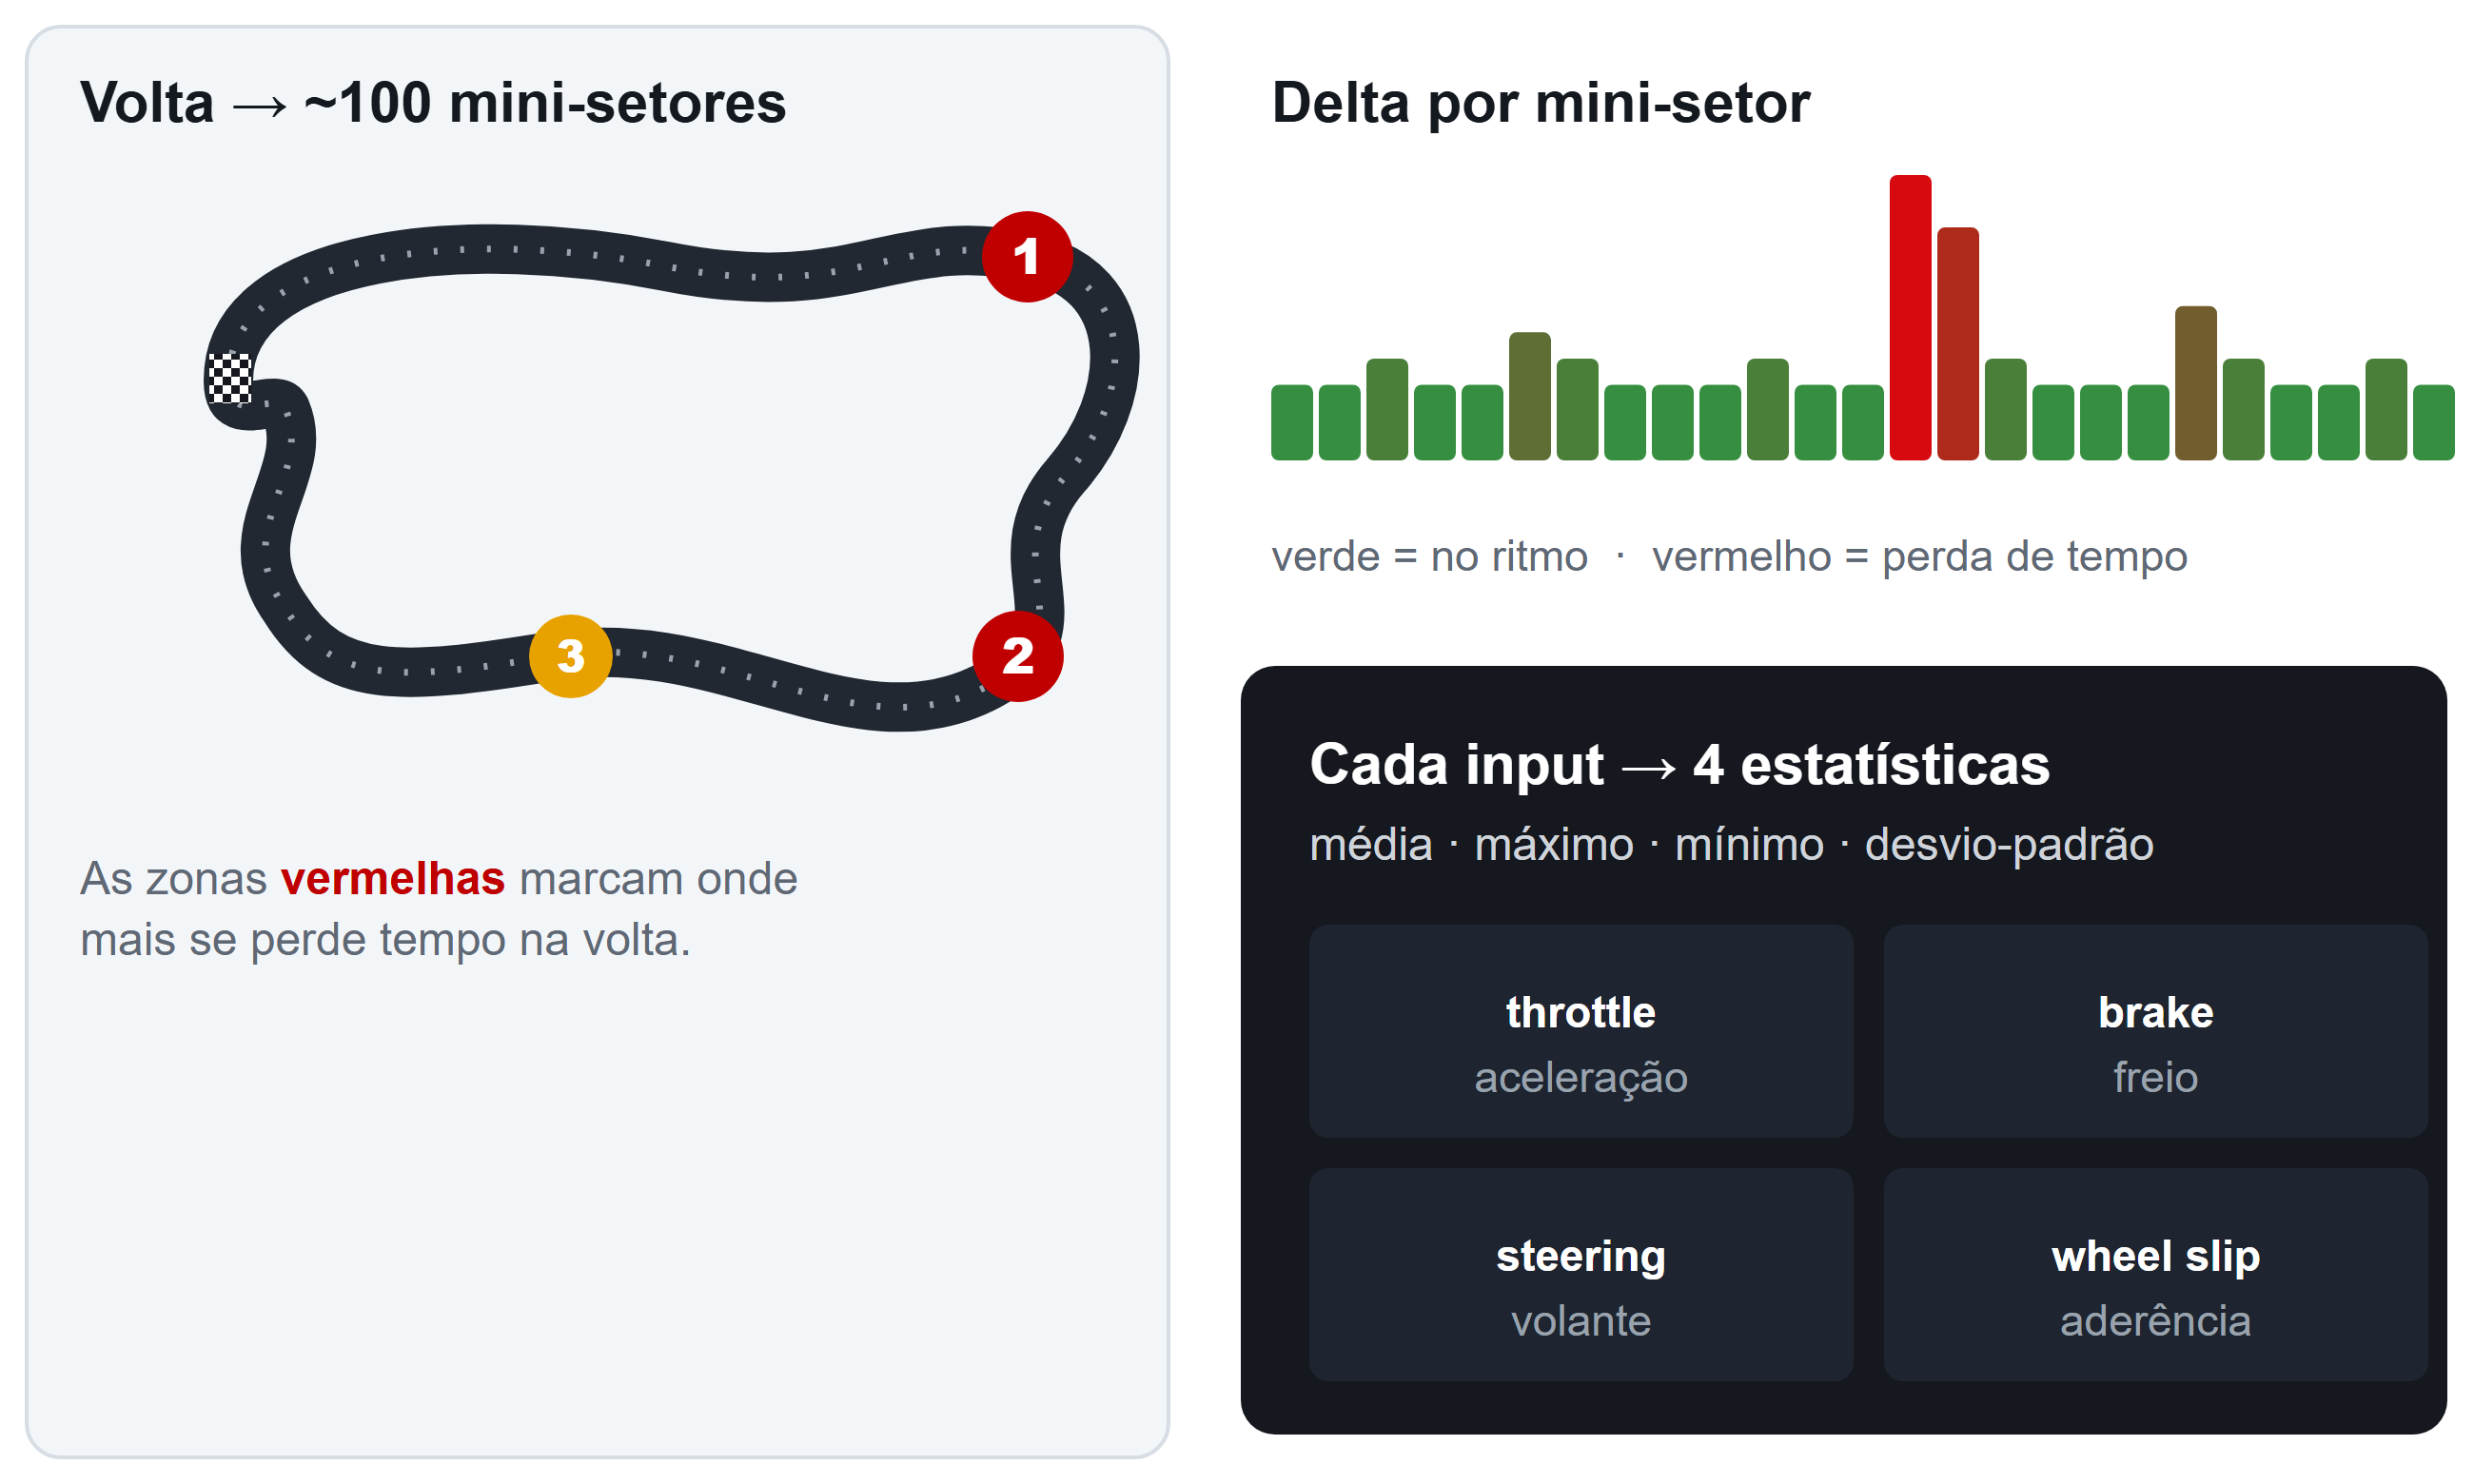 Volta → ~100 mini-setores
1
2
3
As zonas vermelhas marcam onde
mais se perde tempo na volta.
Delta por mini-setor
verde = no ritmo · vermelho = perda de tempo
Cada input → 4 estatísticas
média · máximo · mínimo · desvio-padrão
throttle
aceleração
brake
freio
steering
volante
wheel slip
aderência